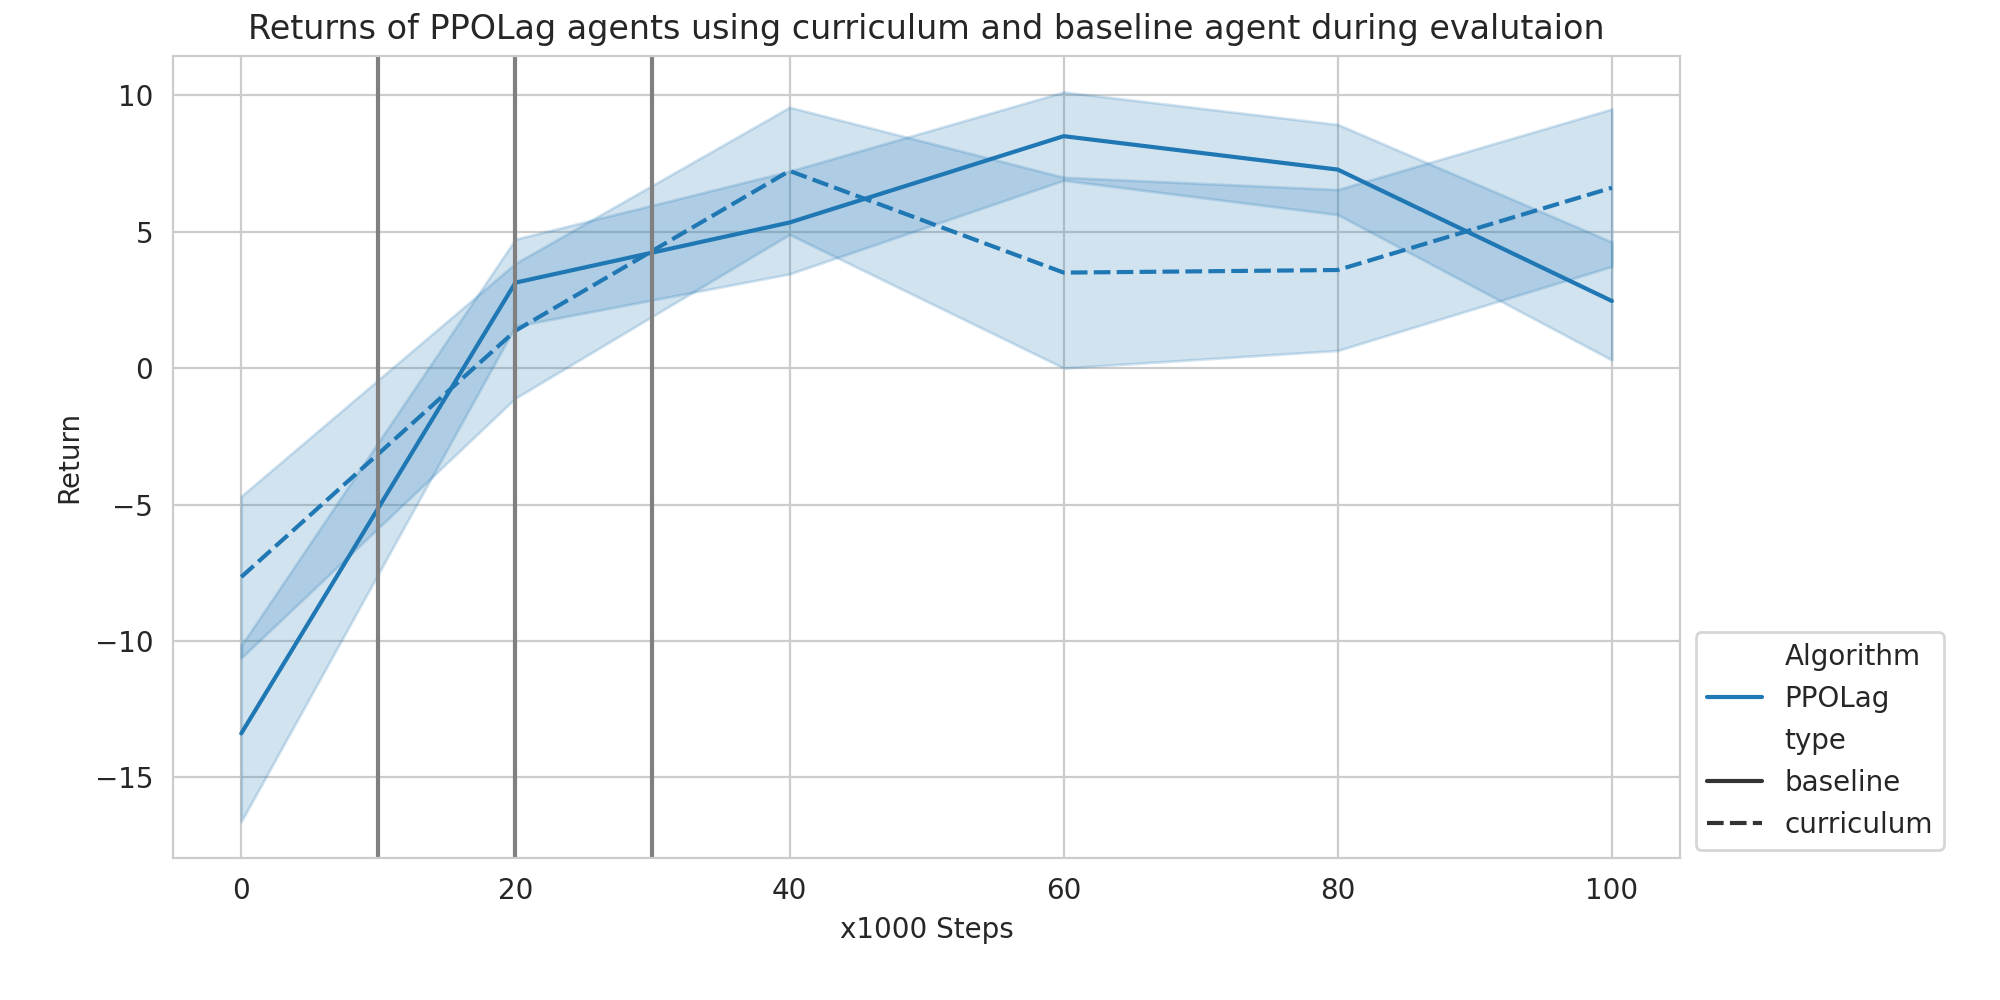 Returns of PPOLag agents using curriculum and baseline agent during evalutaion
10
5
0
−5
−10
−15
Return
0 20 40 60 80 100
x1000 Steps
Algorithm
PPOLag
type
baseline
curriculum